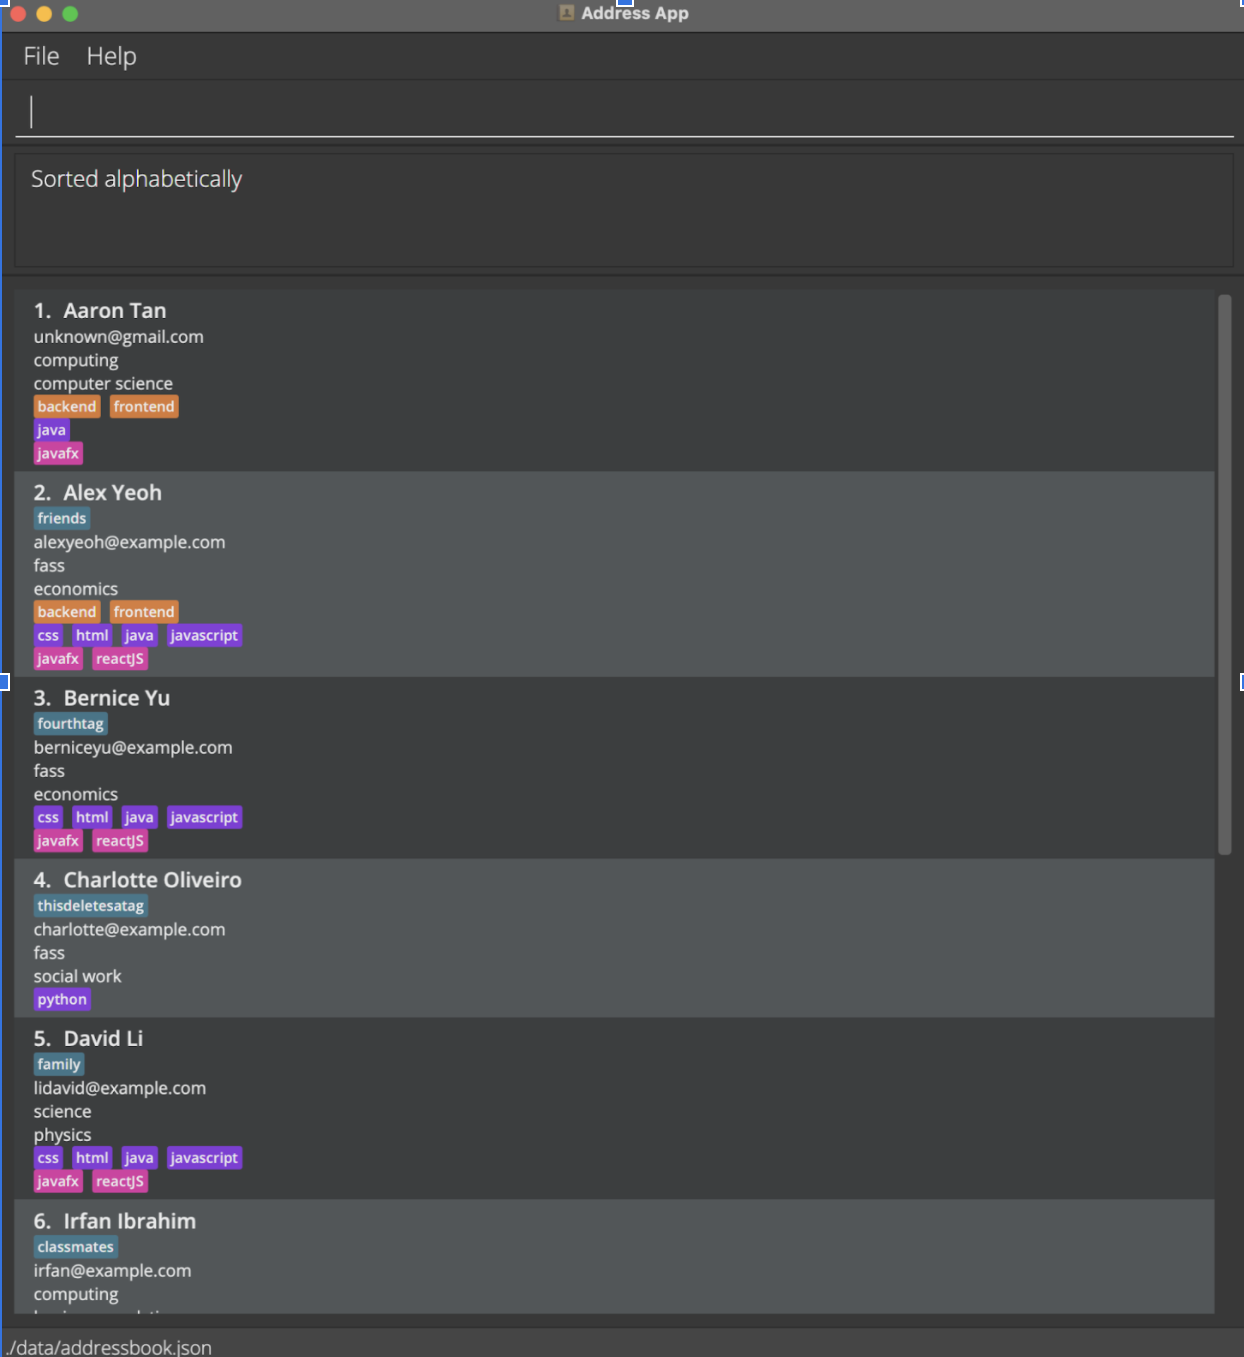 Address App
File Help
Sorted alphabetically
1. Aaron Tan
unknown@gmail.com
computing
computer science
backend frontend
java
javafx
2. Alex Yeoh
friends
alexyeoh@example.com
fass
economics
backend frontend
css html java javascript
javafx reactJS
3. Bernice Yu
fourthtag
berniceyu@example.com
fass
economics
css html java javascript
javafx reactJS
4. Charlotte Oliveiro
thisdeletesatag
charlotte@example.com
fass
social work
python
5. David Li
family
lidavid@example.com
science
physics
css html java javascript
javafx reactJS
6. Irfan Ibrahim
classmates
irfan@example.com
computing
./data/addressbook.json